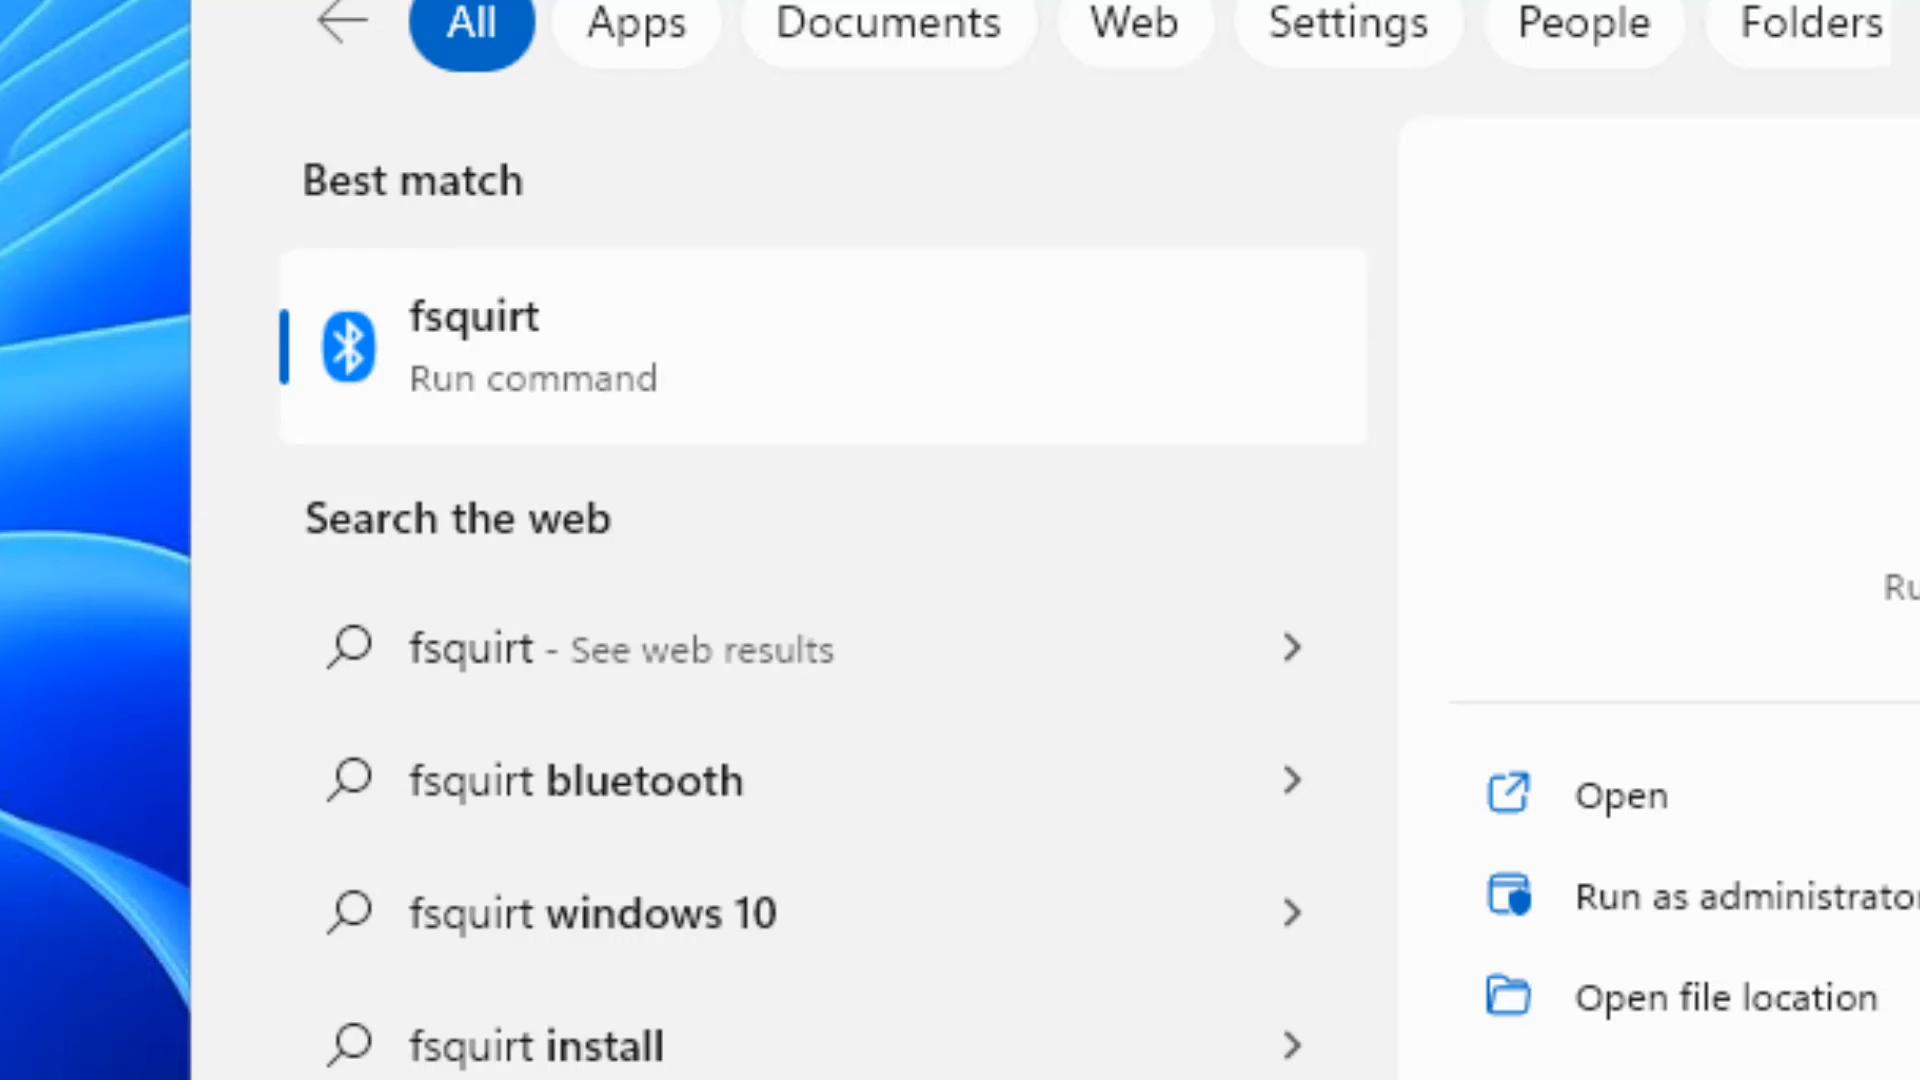 All Apps Documents Web Settings People Folders
Best match
fsquirt
Run command
Search the web
fsquirt - See web results
fsquirt bluetooth
fsquirt windows 10
fsquirt install
Open
Run as administrator
Open file location